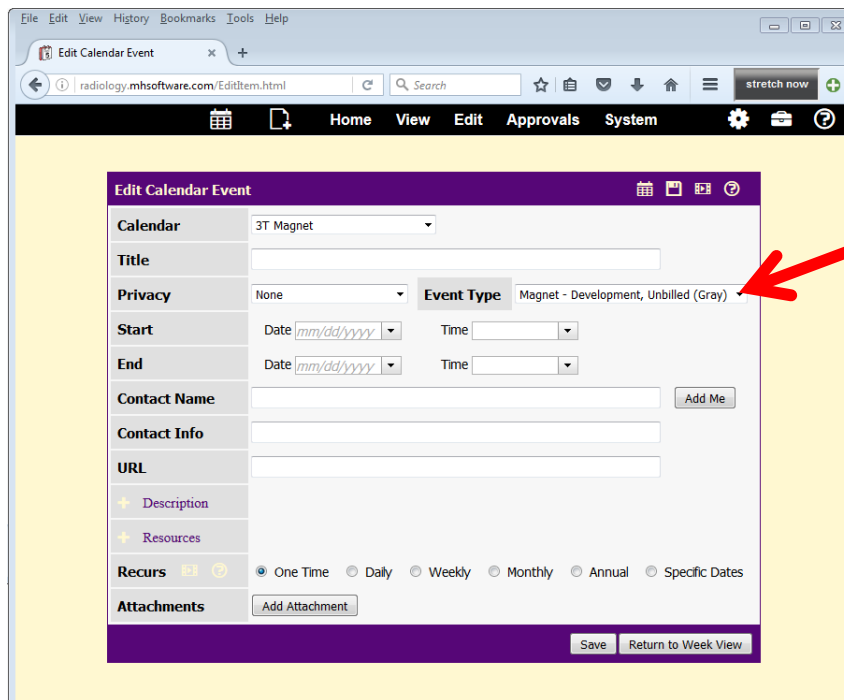 File Edit View History Bookmarks Tools Help
Edit Calendar Event × +
radiology.mhsoftware.com/EditItem.html Search stretch now
Home View Edit Approvals System
Edit Calendar Event
Calendar 3T Magnet
Title
Privacy None Event Type Magnet - Development, Unbilled (Gray)
Start Date mm/dd/yyyy Time
End Date mm/dd/yyyy Time
Contact Name Add Me
Contact Info
URL
+ Description
+ Resources
Recurs One Time Daily Weekly Monthly Annual Specific Dates
Attachments Add Attachment
Save Return to Week View